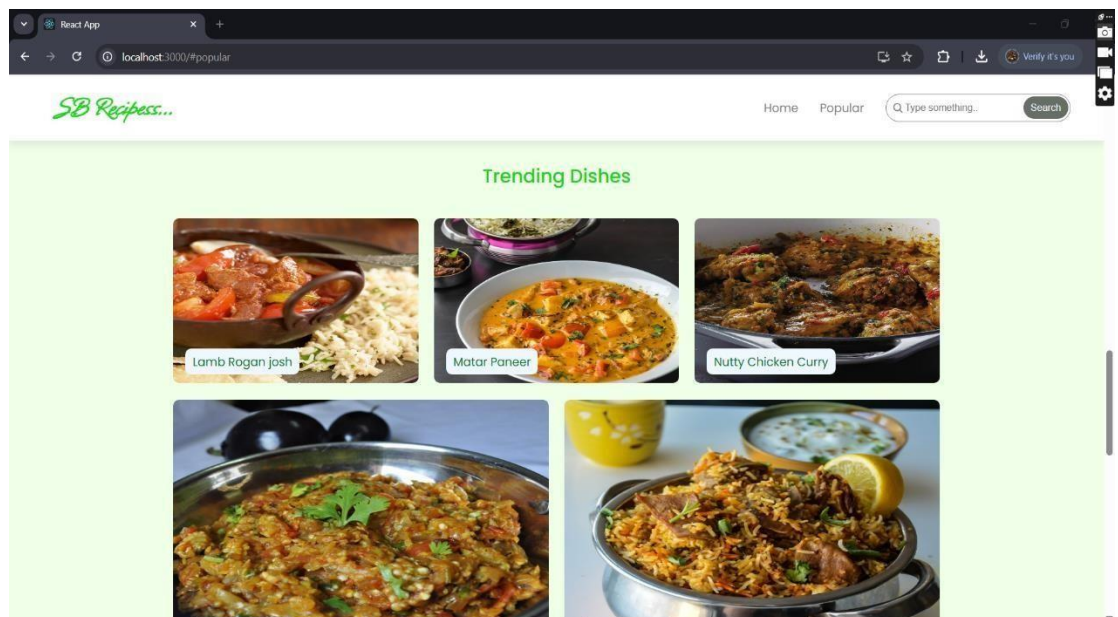 React App
localhost:3000/#popular
Verify it's you
SB Recipess...
Home Popular Type something.. Search
Trending Dishes
Lamb Rogan josh
Matar Paneer
Nutty Chicken Curry